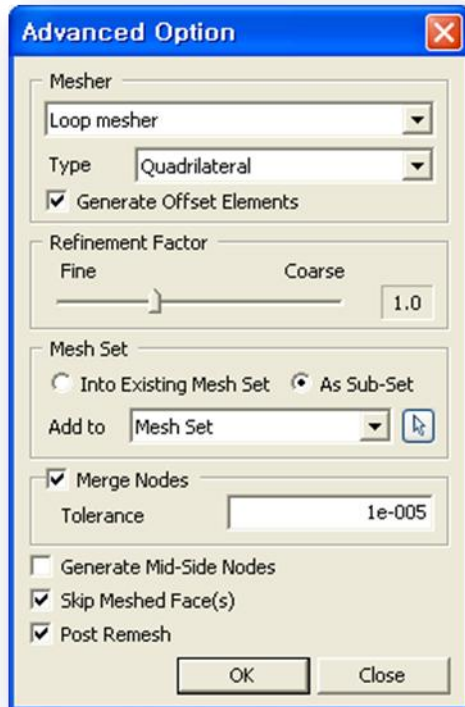 Advanced Option
Mesher
Loop mesher
Type Quadrilateral
Generate Offset Elements
Refinement Factor
Fine Coarse
1.0
Mesh Set
Into Existing Mesh Set As Sub-Set
Add to Mesh Set
Merge Nodes
Tolerance 1e-005
Generate Mid-Side Nodes
Skip Meshed Face(s)
Post Remesh
OK Close